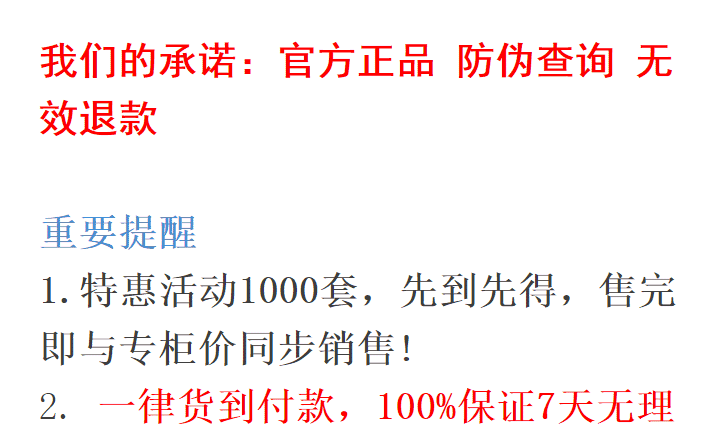 我们的承诺：官方正品 防伪查询 无
效退款
重要提醒
1.特惠活动1000套，先到先得，售完
即与专柜价同步销售!
2. 一律货到付款，100%保证7天无理